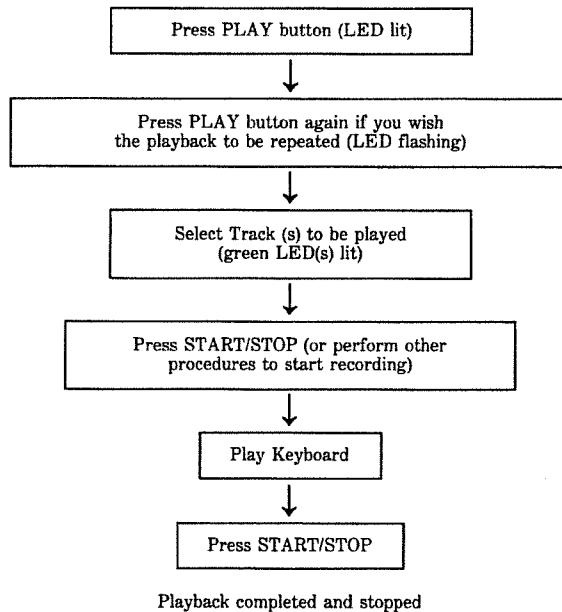 Press PLAY button (LED lit)
Press PLAY button again if you wish
the playback to be repeated (LED flashing)
Select Track (s) to be played
(green LED(s) lit)
Press START/STOP (or perform other
procedures to start recording)
Play Keyboard
Press START/STOP
Playback completed and stopped